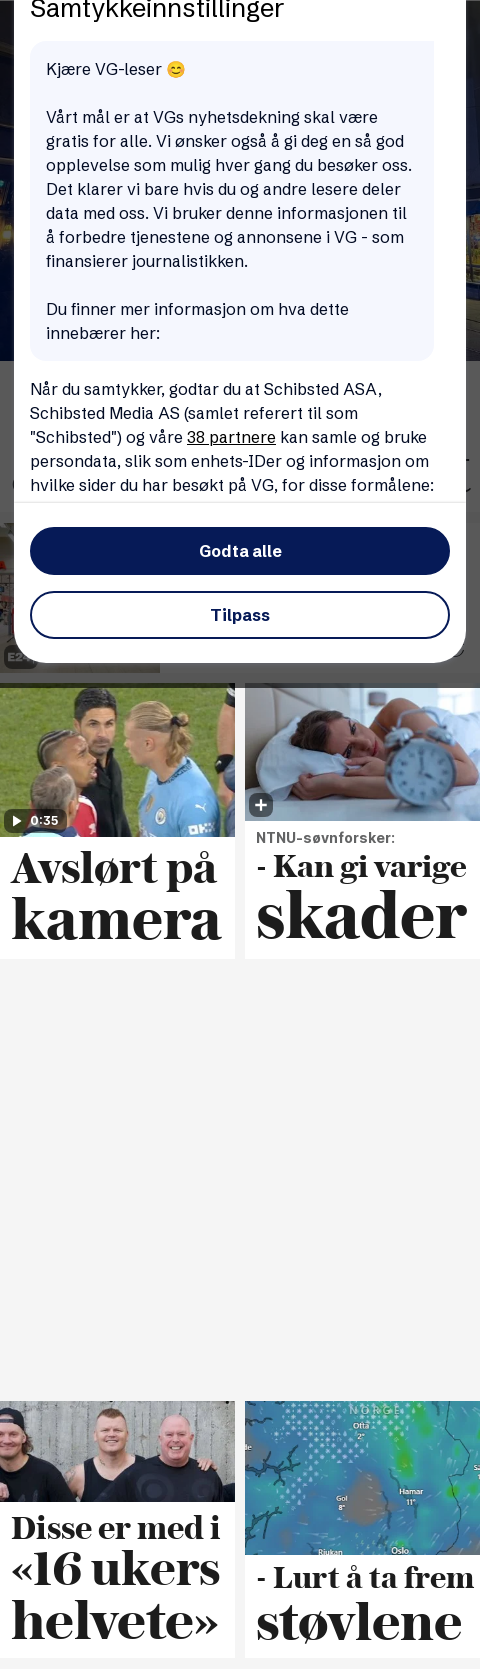 Samtykkeinnstillinger
Kjære VG-leser 😊
Vårt mål er at VGs nyhetsdekning skal være
gratis for alle. Vi ønsker også å gi deg en så god
opplevelse som mulig hver gang du besøker oss.
Det klarer vi bare hvis du og andre lesere deler
data med oss. Vi bruker denne informasjonen til
å forbedre tjenestene og annonsene i VG - som
finansierer journalistikken.
Du finner mer informasjon om hva dette
innebærer her:
Når du samtykker, godtar du at Schibsted ASA,
Schibsted Media AS (samlet referert til som
"Schibsted") og våre 38 partnere kan samle og bruke
persondata, slik som enhets-IDer og informasjon om
hvilke sider du har besøkt på VG, for disse formålene:
Godta alle
Tilpass
0:35
Avslørt på
kamera
NTNU-søvnforsker:
- Kan gi varige
skader
Disse er med i
«16 ukers
helvete»
NORGE
Otta
2°
Gol
8°
Hamar
11°
Rjukan
Oslo
- Lurt å ta frem
støvlene